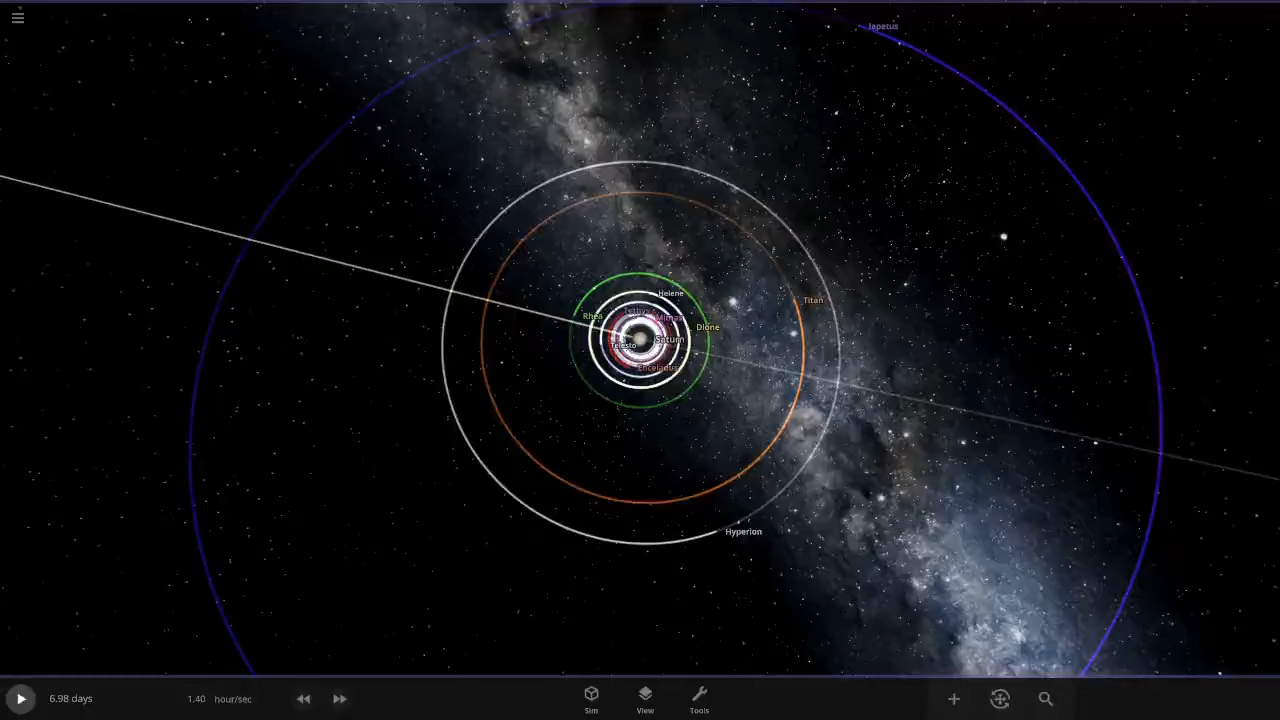 Iapetus
Helene
Titan
Tethys
Rhea
Mimas
Dione
Saturn
Telesto
Enceladus
Hyperion
6.98 days
1.40 hour/sec
Sim
View
Tools